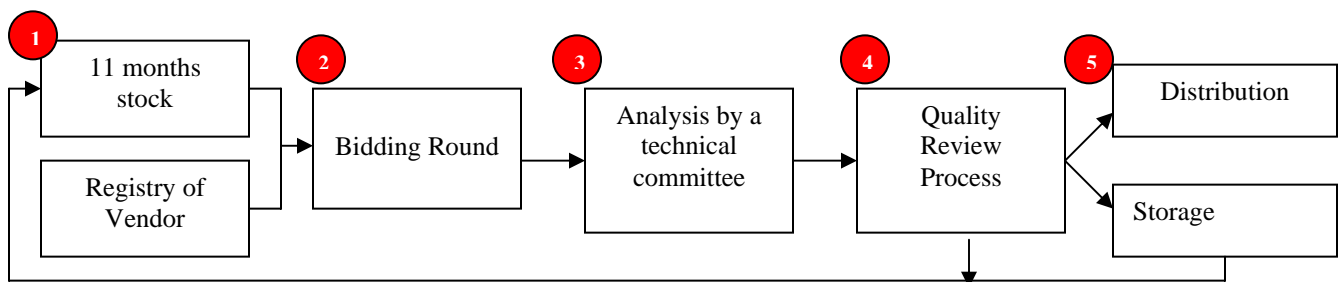 1
11 months
stock
Registry of
Vendor
2
Bidding Round
3
Analysis by a
technical
committee
4
Quality
Review
Process
5
Distribution
Storage